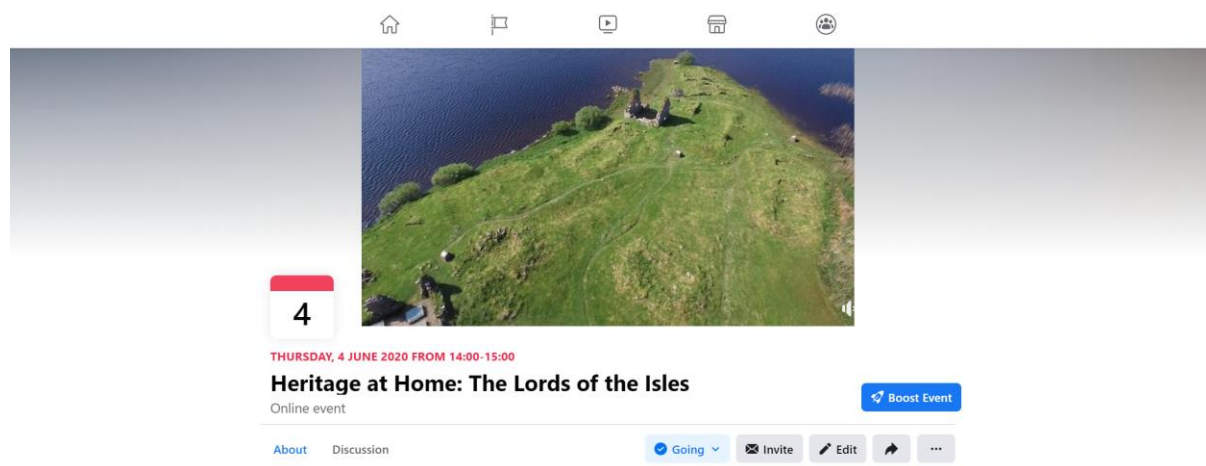 4
THURSDAY, 4 JUNE 2020 FROM 14:00-15:00
Heritage at Home: The Lords of the Isles
Online event
Boost Event
About Discussion
Going Invite Edit